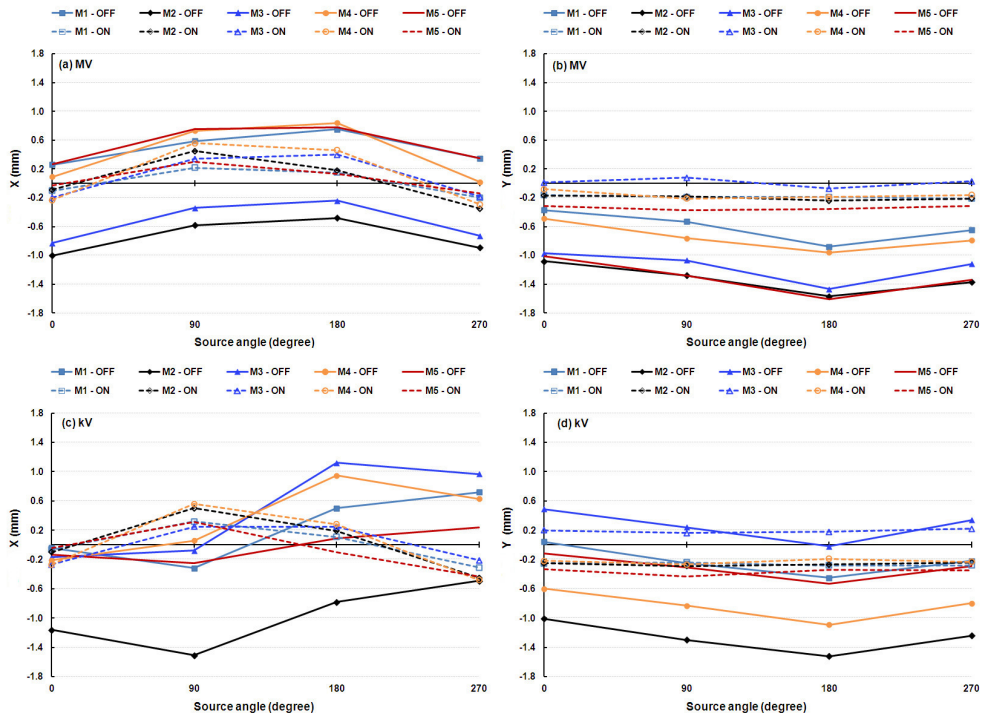 M1 - OFF M2 - OFF M3 - OFF M4 - OFF M5 - OFF
M1 - ON M2 - ON M3 - ON M4 - ON M5 - ON
(a) MV
X (mm)
1.8
1.4
1.0
0.6
0.2
-0.2
-0.6
-1.0
-1.4
-1.8
0 90 180 270
Source angle (degree)
M1 - OFF M2 - OFF M3 - OFF M4 - OFF M5 - OFF
M1 - ON M2 - ON M3 - ON M4 - ON M5 - ON
(b) MV
Y (mm)
1.8
1.4
1.0
0.6
0.2
-0.2
-0.6
-1.0
-1.4
-1.8
0 90 180 270
Source angle (degree)
M1 - OFF M2 - OFF M3 - OFF M4 - OFF M5 - OFF
M1 - ON M2 - ON M3 - ON M4 - ON M5 - ON
(c) kV
X (mm)
1.8
1.4
1.0
0.6
0.2
-0.2
-0.6
-1.0
-1.4
-1.8
0 90 180 270
Source angle (degree)
M1 - OFF M2 - OFF M3 - OFF M4 - OFF M5 - OFF
M1 - ON M2 - ON M3 - ON M4 - ON M5 - ON
(d) kV
Y (mm)
1.8
1.4
1.0
0.6
0.2
-0.2
-0.6
-1.0
-1.4
-1.8
0 90 180 270
Source angle (degree)